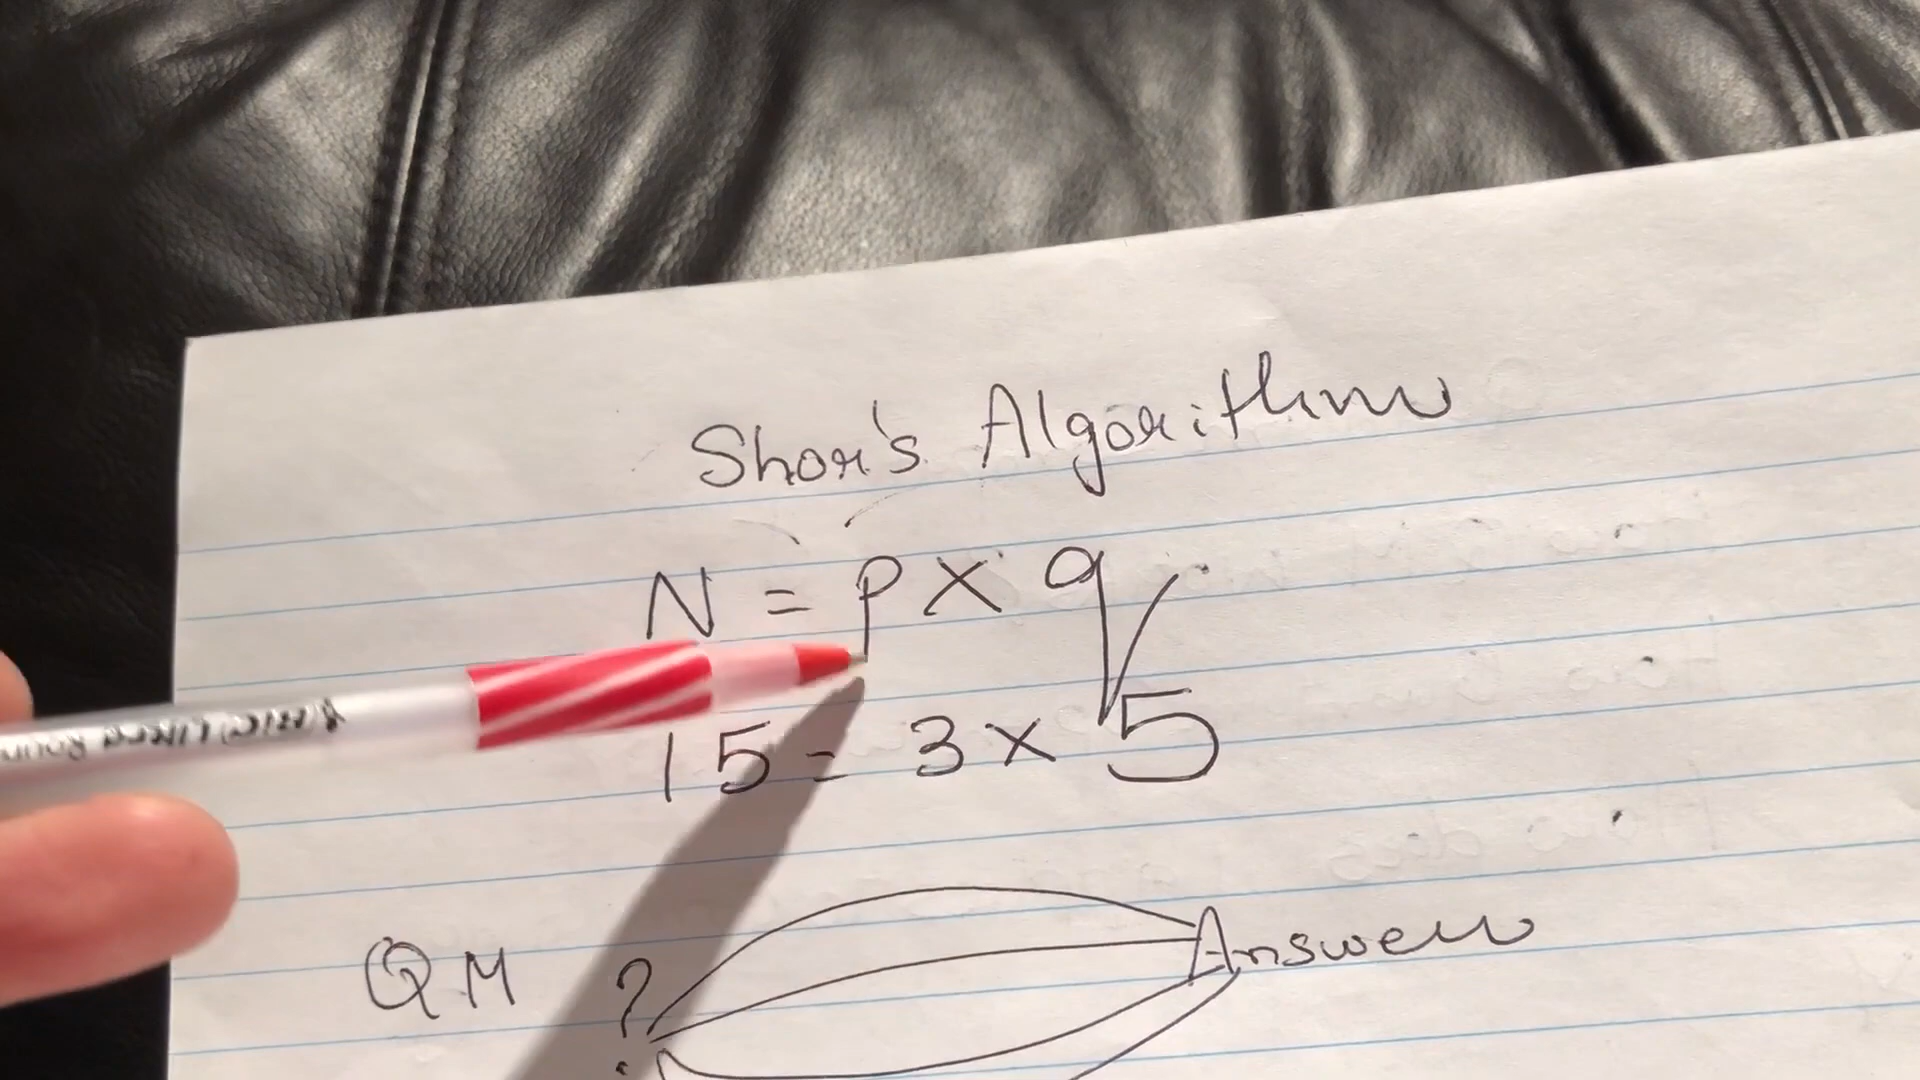 Shor's Algorithm
N = p X q
15 = 3 X 5
QM ? Answer